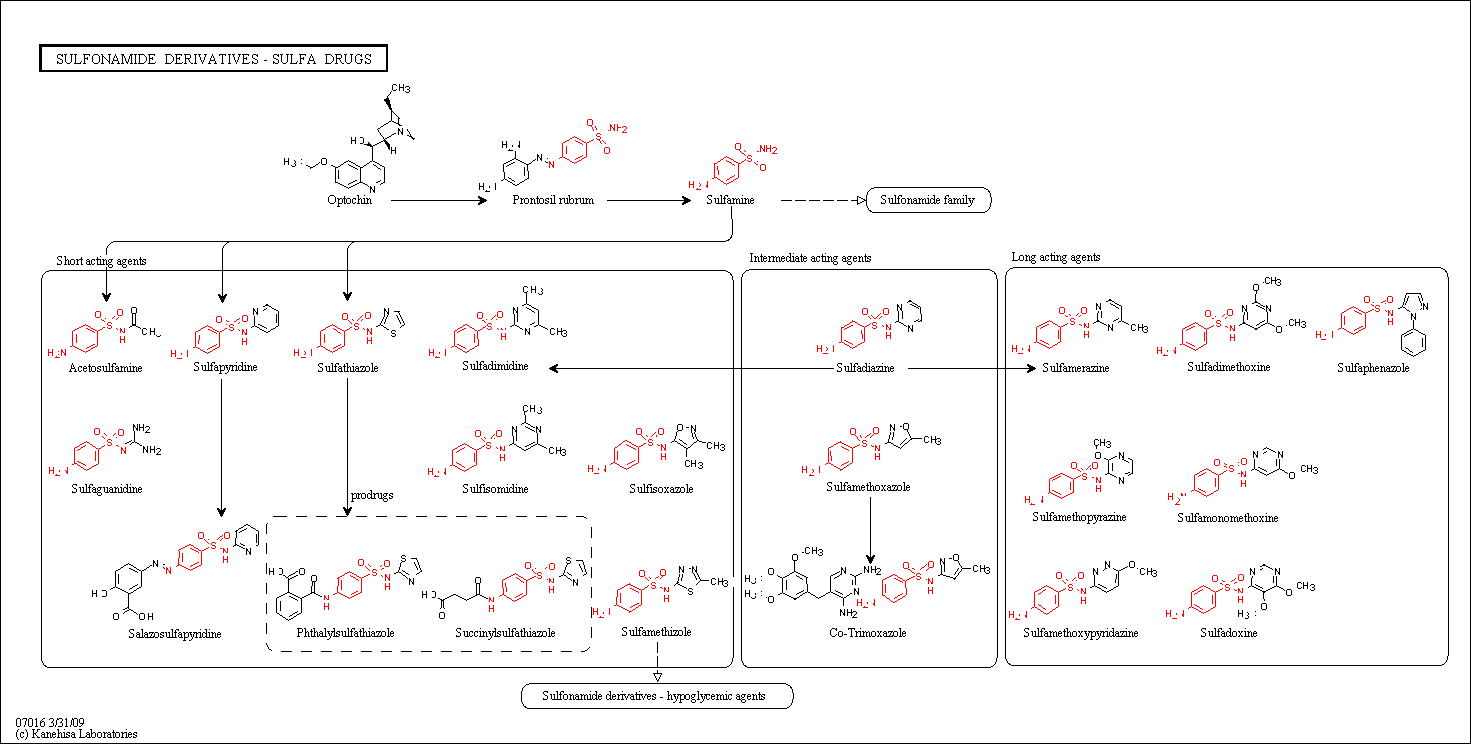 SULFONAMIDE DERIVATIVES - SULFA DRUGS
Optochin
Prontosil rubrum
Sulfamine
Sulfonamide family
Short acting agents
Intermediate acting agents
Long acting agents
Acetosulfamine
Sulfapyridine
Sulfathiazole
Sulfadimidine
Sulfadiazine
Sulfamerazine
Sulfadimethoxine
Sulfaphenazole
Sulfaguanidine
Sulfisomidine
Sulfisoxazole
Sulfamethoxazole
Sulfamethopyrazine
Sulfamonomethoxine
prodrugs
Salazosulfapyridine
Phthalylsulfathiazole
Succinylsulfathiazole
Sulfamethizole
Co-Trimoxazole
Sulfamethoxypyridazine
Sulfadoxine
Sulfonamide derivatives - hypoglycemic agents
07016 3/31/09
(c) Kanehisa Laboratories